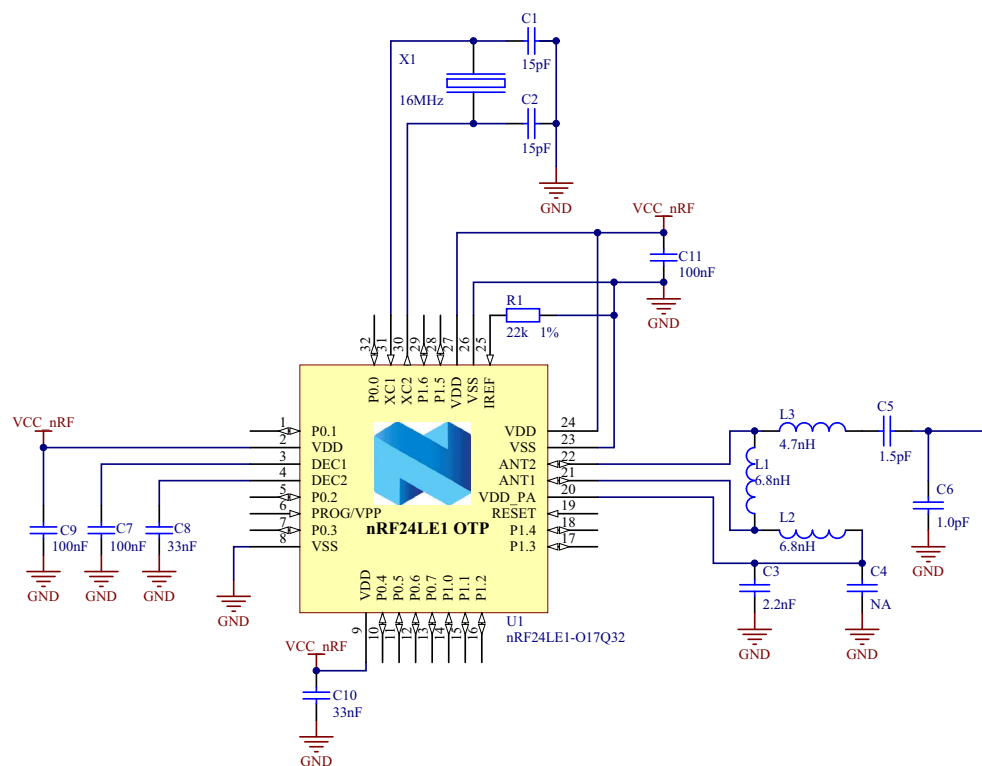 C1
X1
15pF
16MHz
C2
15pF
GND
VCC_nRF
C11
100nF
GND
R1
22k 1%
32
31
30
29
28
27
26
25
P0.0
XC1
XC2
P1.6
P1.5
VDD
VSS
IREF
VCC_nRF
1 P0.1
2 VDD
3 DEC1
4 DEC2
5 P0.2
6 PROG/VPP
7 P0.3
8 VSS
nRF24LE1 OTP
VDD 24
VSS 23
ANT2 22
ANT1 21
VDD_PA 20
RESET 19
P1.4 18
P1.3 17
C9
100nF
GND
C7
100nF
GND
C8
33nF
GND
GND
L3
4.7nH
C5
1.5pF
L1
6.8nH
L2
6.8nH
C6
1.0pF
GND
C3
2.2nF
GND
C4
NA
GND
VDD
P0.4
P0.5
P0.6
P0.7
P1.0
P1.1
P1.2
9
10
11
12
13
14
15
16
U1
nRF24LE1-O17Q32
VCC_nRF
C10
33nF
GND